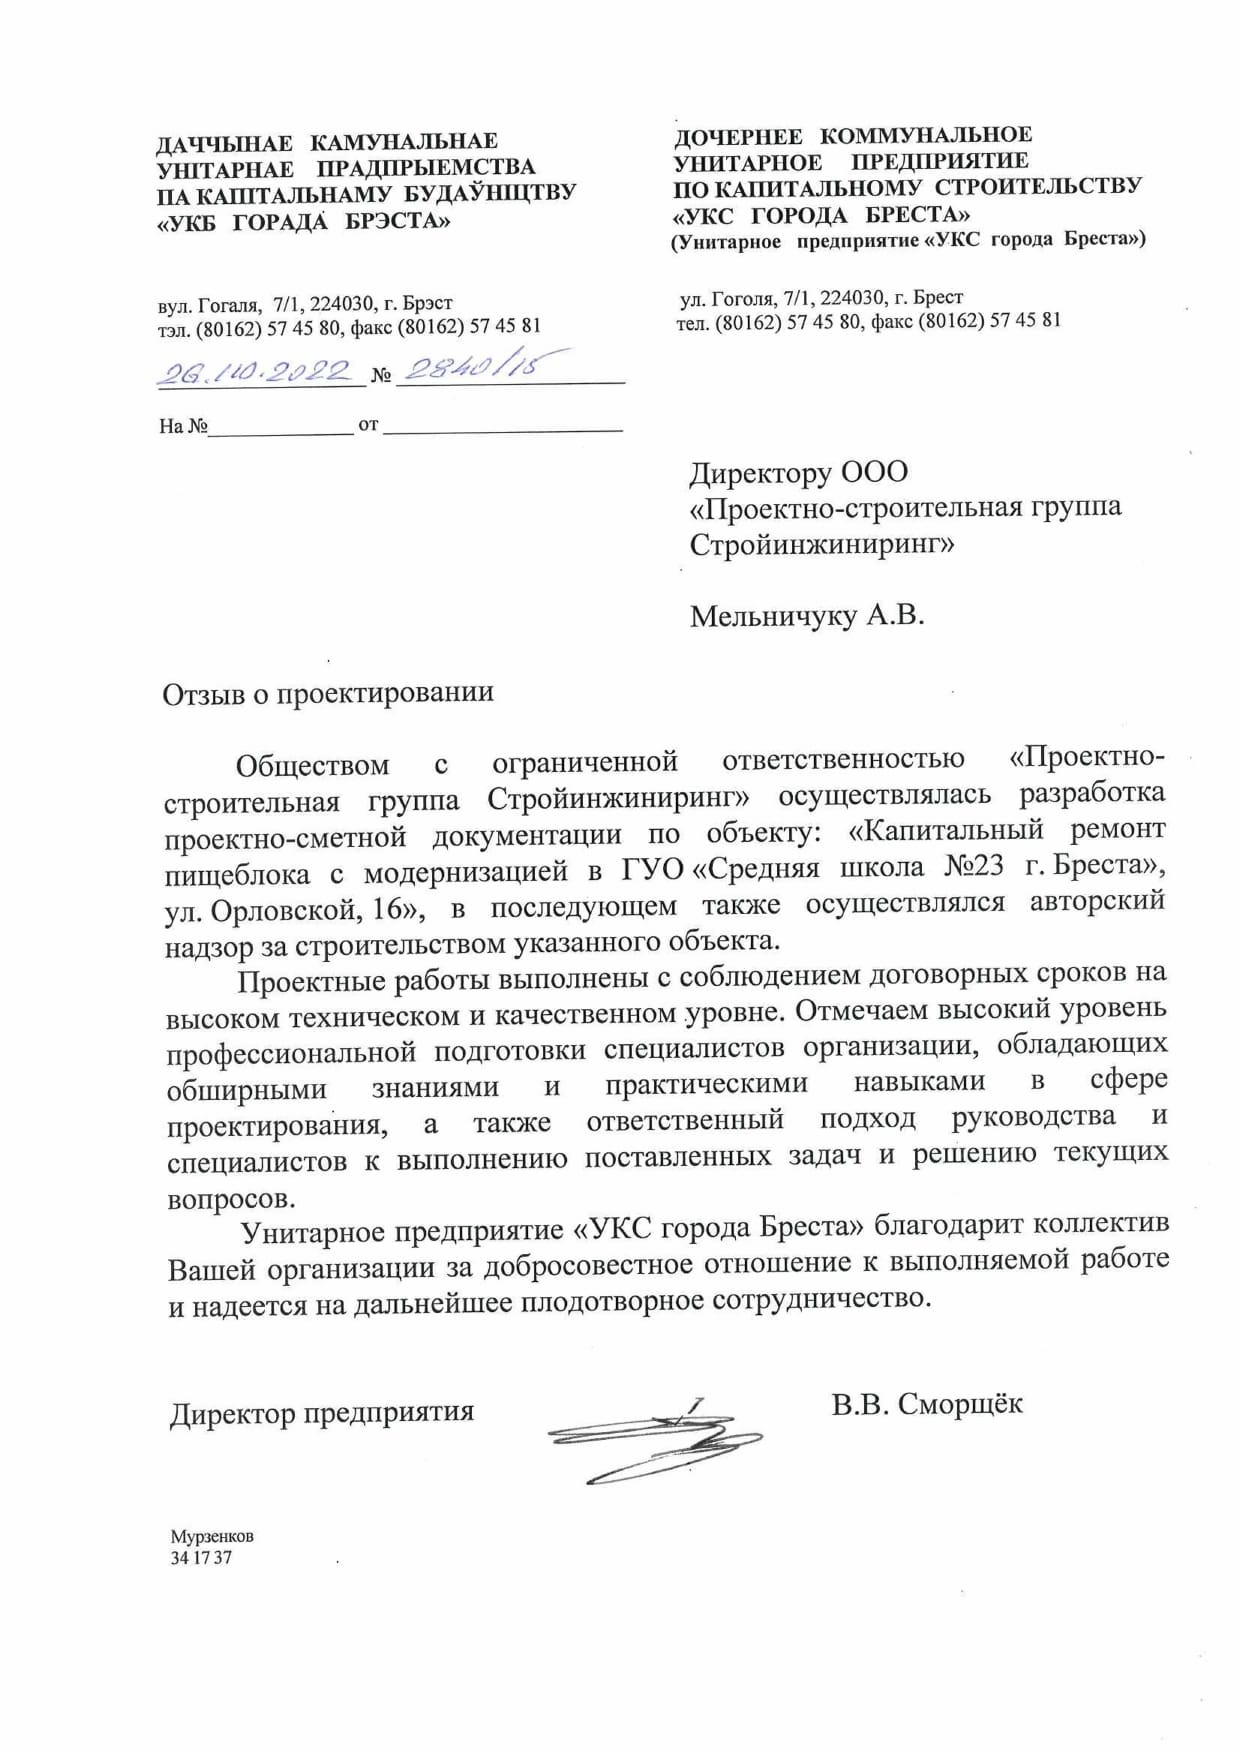 ДАЧЧЫНАЕ КАМУНАЛЬНАЕ
УНІТАРНАЕ ПРАДПРЫЕМСТВА
ПА КАПІТАЛЬНАМУ БУДАЎНІЦТВУ
«УКБ ГОРАДА БРЭСТА»
вул. Гогаля, 7/1, 224030, г. Брэст
тэл. (80162) 57 45 80, факс (80162) 57 45 81
26.10.2022 № 2840/15
На № от
ДОЧЕРНЕЕ КОММУНАЛЬНОЕ
УНИТАРНОЕ ПРЕДПРИЯТИЕ
ПО КАПИТАЛЬНОМУ СТРОИТЕЛЬСТВУ
«УКС ГОРОДА БРЕСТА»
(Унитарное предприятие «УКС города Бреста»)
ул. Гоголя, 7/1, 224030, г. Брест
тел. (80162) 57 45 80, факс (80162) 57 45 81
Директору ООО
«Проектно-строительная группа
Стройинжиниринг»
Мельничуку А.В.
Отзыв о проектировании
Обществом с ограниченной ответственностью «Проектно-
строительная группа Стройинжиниринг» осуществлялась разработка
проектно-сметной документации по объекту: «Капитальный ремонт
пищеблока с модернизацией в ГУО «Средняя школа №23 г. Бреста»,
ул. Орловской, 16», в последующем также осуществлялся авторский
надзор за строительством указанного объекта.
Проектные работы выполнены с соблюдением договорных сроков на
высоком техническом и качественном уровне. Отмечаем высокий уровень
профессиональной подготовки специалистов организации, обладающих
обширными знаниями и практическими навыками в сфере
проектирования, а также ответственный подход руководства и
специалистов к выполнению поставленных задач и решению текущих
вопросов.
Унитарное предприятие «УКС города Бреста» благодарит коллектив
Вашей организации за добросовестное отношение к выполняемой работе
и надеется на дальнейшее плодотворное сотрудничество.
Директор предприятия В.В. Сморщёк
Мурзенков
34 17 37